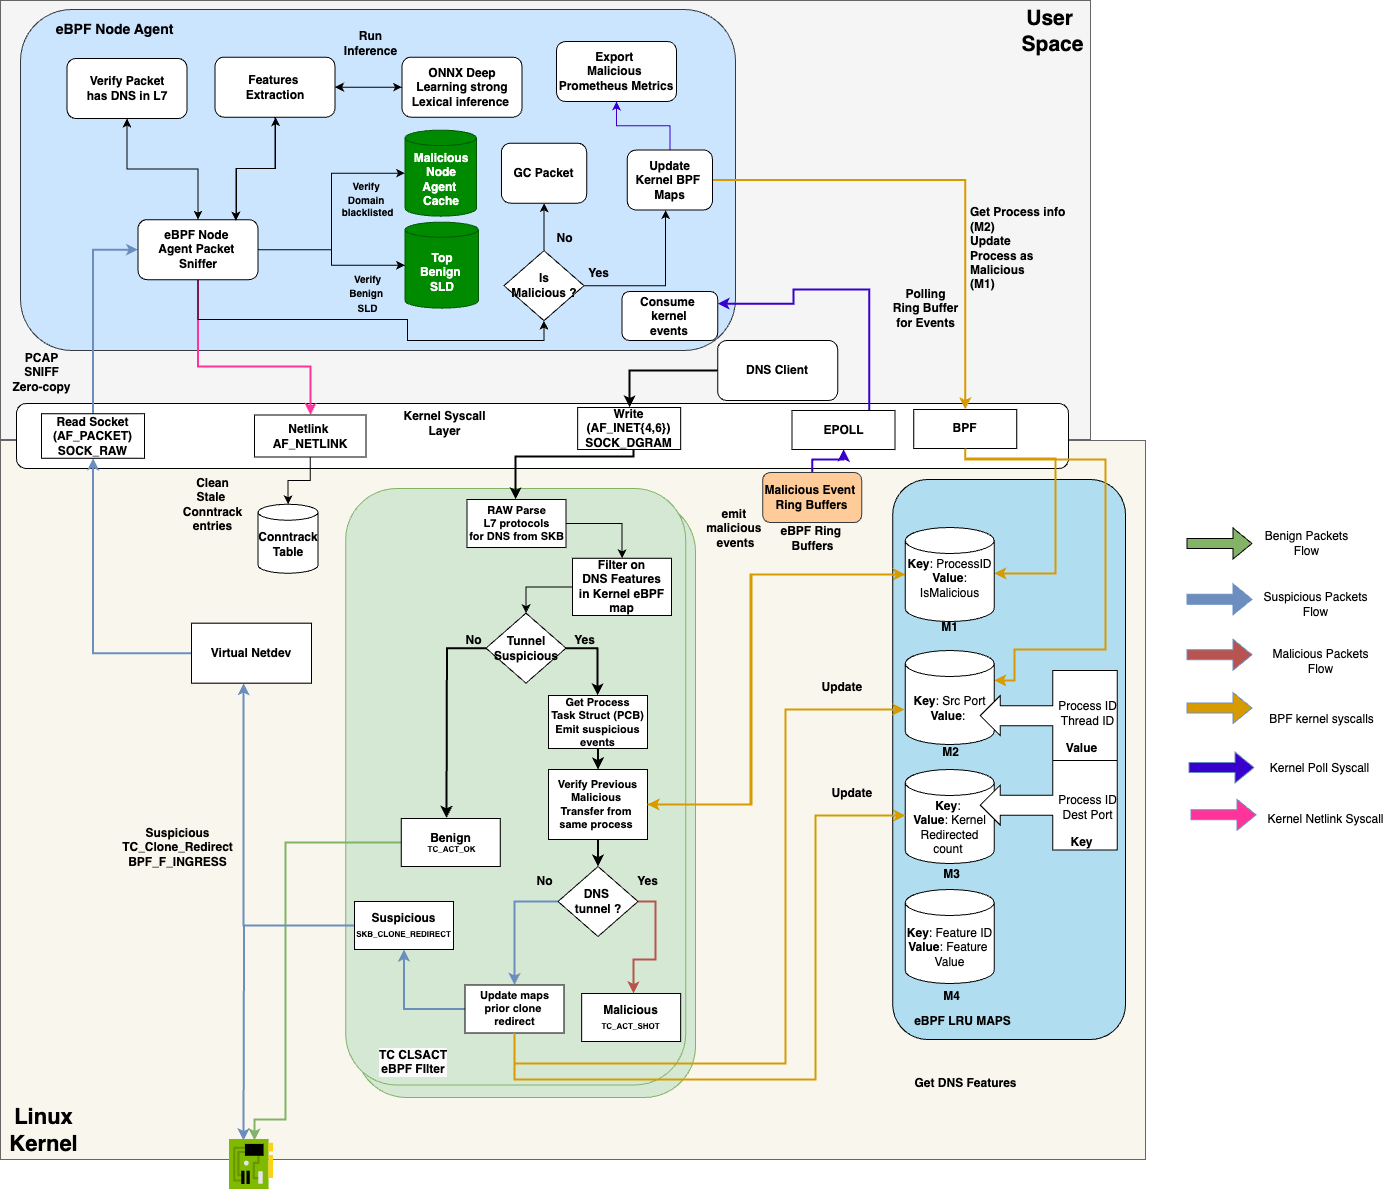 User
Space
eBPF Node Agent
Run
Inference
Verify Packet
has DNS in L7
Features
Extraction
ONNX Deep
Learning strong
Lexical inference
Export
Malicious
Prometheus Metrics
Malicious
Node
Agent
Cache
GC Packet
Update
Kernel BPF
Maps
Verify
Domain
blacklisted
eBPF Node
Agent Packet
Sniffer
Top
Benign
SLD
Verify
Benign
SLD
No
Is
Malicious ?
Yes
Consume
kernel
events
Get Process info
(M2)
Update
Process as
Malicious
(M1)
Polling
Ring Buffer
for Events
PCAP
SNIFF
Zero-copy
DNS Client
Read Socket
(AF_PACKET)
SOCK_RAW
Netlink
AF_NETLINK
Kernel Syscall
Layer
Write
(AF_INET{4,6})
SOCK_DGRAM
EPOLL
BPF
Clean
Stale
Conntrack
entries
Conntrack
Table
RAW Parse
L7 protocols
for DNS from SKB
emit
malicious
events
Malicious Event
Ring Buffers
eBPF Ring
Buffers
Filter on
DNS Features
in Kernel eBPF
map
No
Tunnel
Suspicious
Yes
Virtual Netdev
Get Process
Task Struct (PCB)
Emit suspicious
events
Verify Previous
Malicious
Transfer from
same process
Benign
TC_ACT_OK
Suspicious
TC_Clone_Redirect
BPF_F_INGRESS
No
DNS
tunnel ?
Yes
Suspicious
SKB_CLONE_REDIRECT
Update maps
prior clone
redirect
Malicious
TC_ACT_SHOT
TC CLSACT
eBPF FIlter
Key: ProcessID
Value:
IsMalicious
M1
Update
Key: Src Port
Value:
M2
Process ID
Thread ID
Value
Update
Key:
Value: Kernel
Redirected
count
M3
Process ID
Dest Port
Key
Key: Feature ID
Value: Feature
Value
M4
eBPF LRU MAPS
Get DNS Features
Linux
Kernel
Benign Packets
Flow
Suspicious Packets
Flow
Malicious Packets
Flow
BPF kernel syscalls
Kernel Poll Syscall
Kernel Netlink Syscall